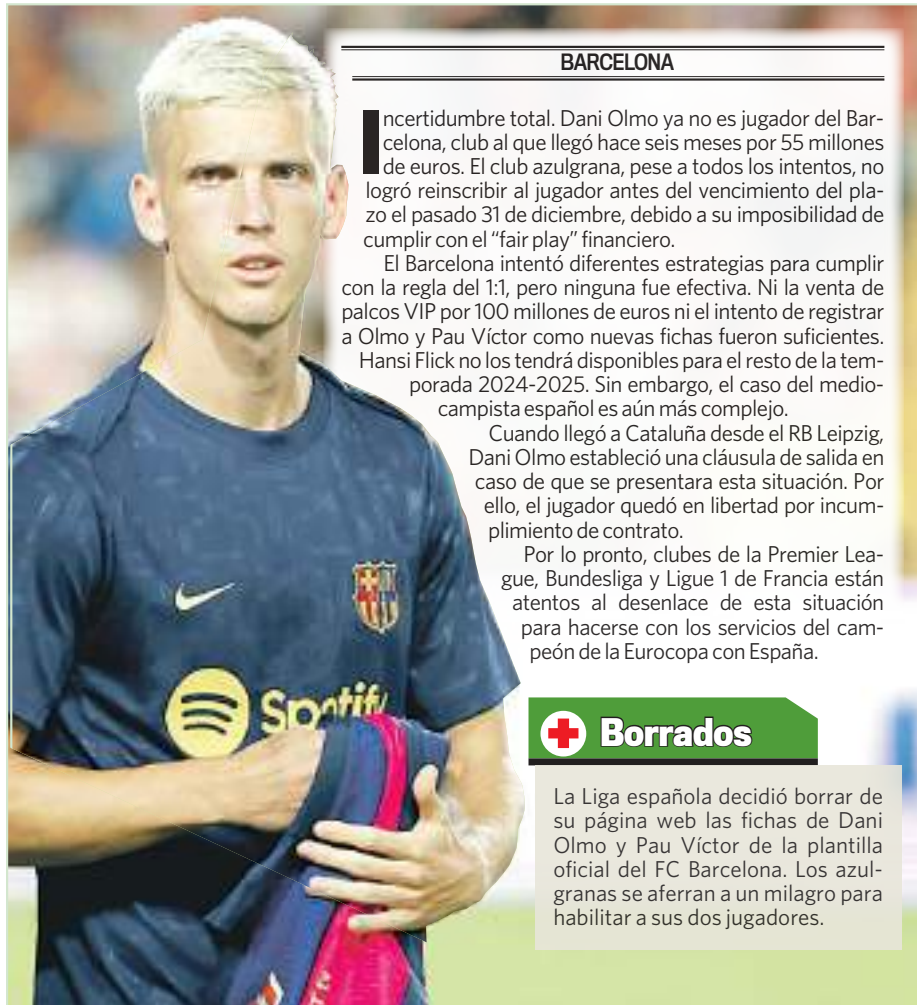 BARCELONA
Incertidumbre total. Dani Olmo ya no es jugador del Bar-
celona, club al que llegó hace seis meses por 55 millones
de euros. El club azulgrana, pese a todos los intentos, no
logró reinscribir al jugador antes del vencimiento del pla-
zo el pasado 31 de diciembre, debido a su imposibilidad de
cumplir con el “fair play” financiero.
El Barcelona intentó diferentes estrategias para cumplir
con la regla del 1:1, pero ninguna fue efectiva. Ni la venta de
palcos VIP por 100 millones de euros ni el intento de registrar
a Olmo y Pau Víctor como nuevas fichas fueron suficientes.
Hansi Flick no los tendrá disponibles para el resto de la tem-
porada 2024-2025. Sin embargo, el caso del medio-
campista español es aún más complejo.
Cuando llegó a Cataluña desde el RB Leipzig,
Dani Olmo estableció una cláusula de salida en
caso de que se presentara esta situación. Por
ello, el jugador quedó en libertad por incum-
plimiento de contrato.
Por lo pronto, clubes de la Premier Lea-
gue, Bundesliga y Ligue 1 de Francia están
atentos al desenlace de esta situación
para hacerse con los servicios del cam-
peón de la Eurocopa con España.
Spotify
Borrados
La Liga española decidió borrar de
su página web las fichas de Dani
Olmo y Pau Víctor de la plantilla
oficial del FC Barcelona. Los azul-
granas se aferran a un milagro para
habilitar a sus dos jugadores.